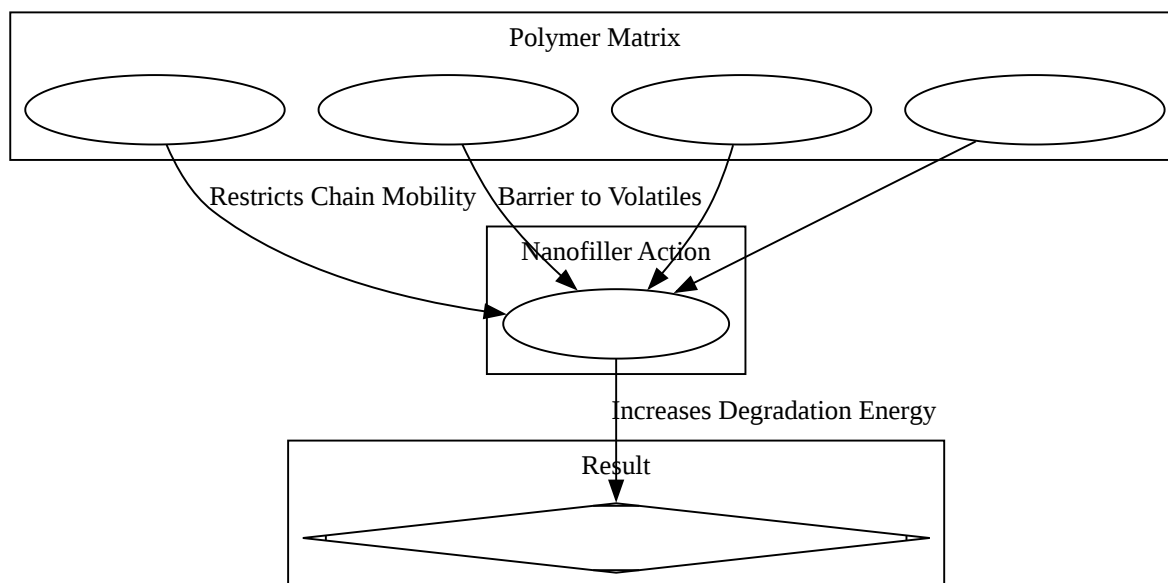 Polymer Matrix
Restricts Chain Mobility
Barrier to Volatiles
Nanofiller Action
Increases Degradation Energy
Result